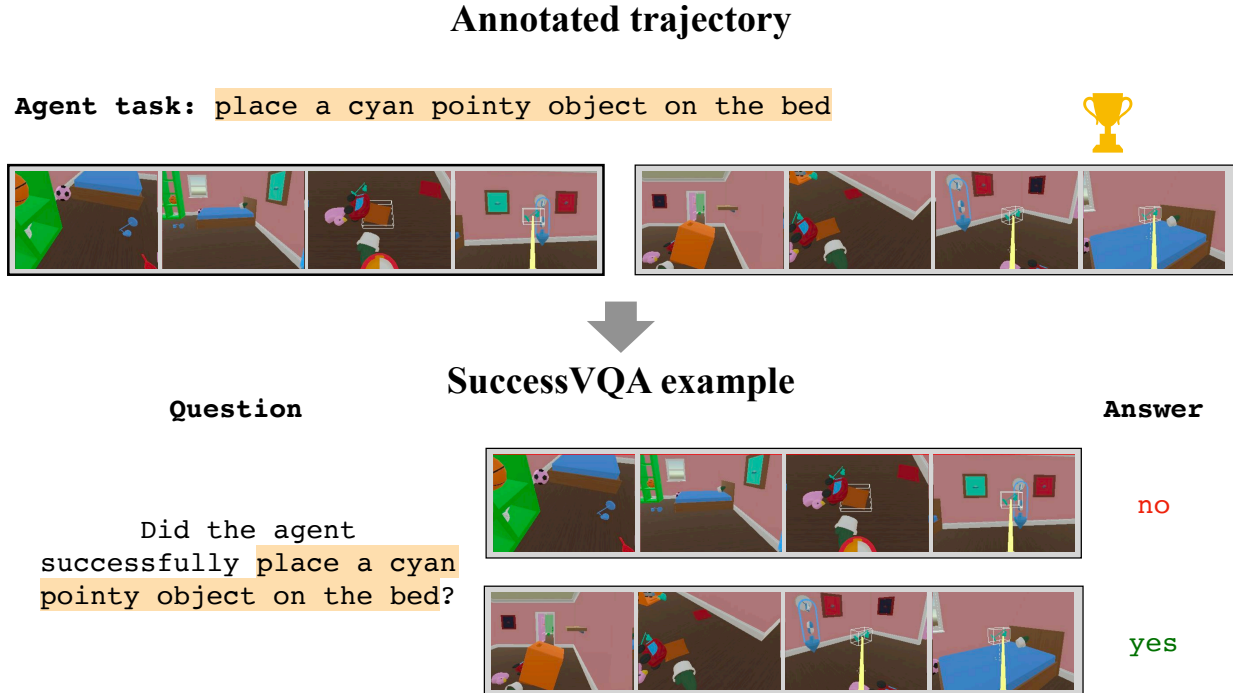 Annotated trajectory
Agent task: place a cyan pointy object on the bed
SuccessVQA example
Question
Answer
Did the agent
successfully place a cyan
pointy object on the bed?
no
yes